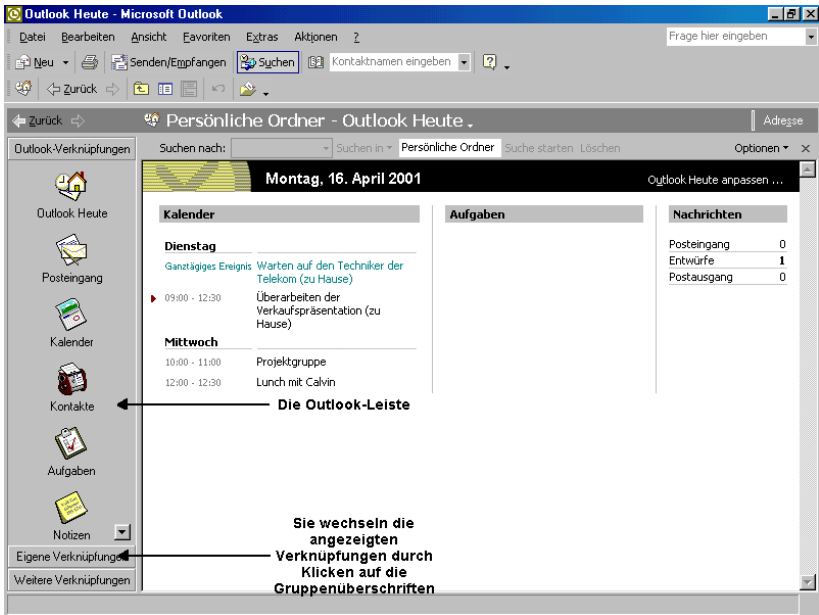 Outlook Heute - Microsoft Outlook
Datei Bearbeiten Ansicht Favoriten Extras Aktionen ?
Frage hier eingeben
Neu Senden/Empfangen Suchen Kontaktnamen eingeben
Zurück
Zurück Persönliche Ordner - Outlook Heute . Adresse
Outlook-Verknüpfungen
Suchen nach: Suchen in Persönliche Ordner Suche starten Löschen Optionen
Montag, 16. April 2001
Outlook Heute anpassen ...
Outlook Heute
Posteingang
Kalender
Kontakte
Aufgaben
Notizen
Eigene Verknüpfungen
Weitere Verknüpfungen
Kalender
Dienstag
Ganztägiges Ereignis Warten auf den Techniker der
Telekom (zu Hause)
09:00 - 12:30 Überarbeiten der
Verkaufspräsentation (zu
Hause)
Mittwoch
10:00 - 11:00 Projektgruppe
12:00 - 12:30 Lunch mit Calvin
Aufgaben
Nachrichten
Posteingang 0
Entwürfe 1
Postausgang 0
Die Outlook-Leiste
Sie wechseln die
angezeigten
Verknüpfungen durch
Klicken auf die
Gruppenüberschriften